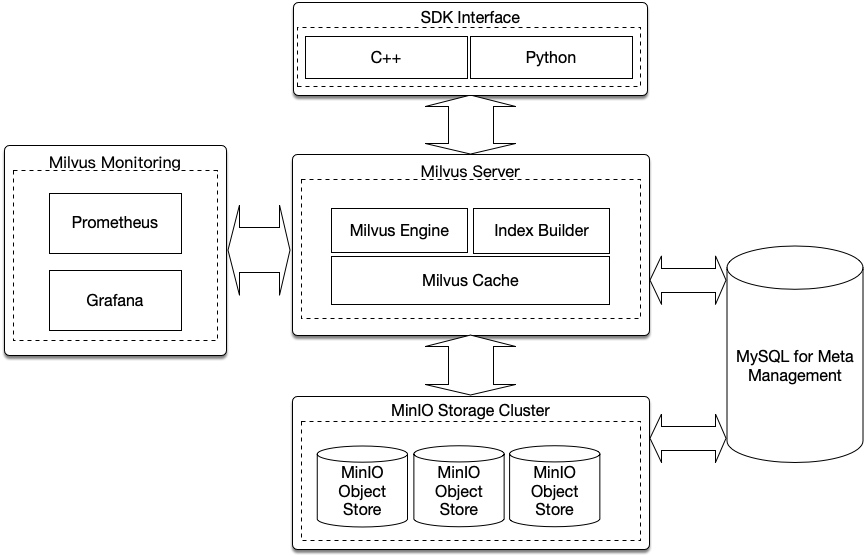 SDK Interface
C++
Python
Milvus Monitoring
Prometheus
Grafana
Milvus Server
Milvus Engine
Index Builder
Milvus Cache
MySQL for Meta
Management
MinIO Storage Cluster
MinIO
Object
Store
MinIO
Object
Store
MinIO
Object
Store